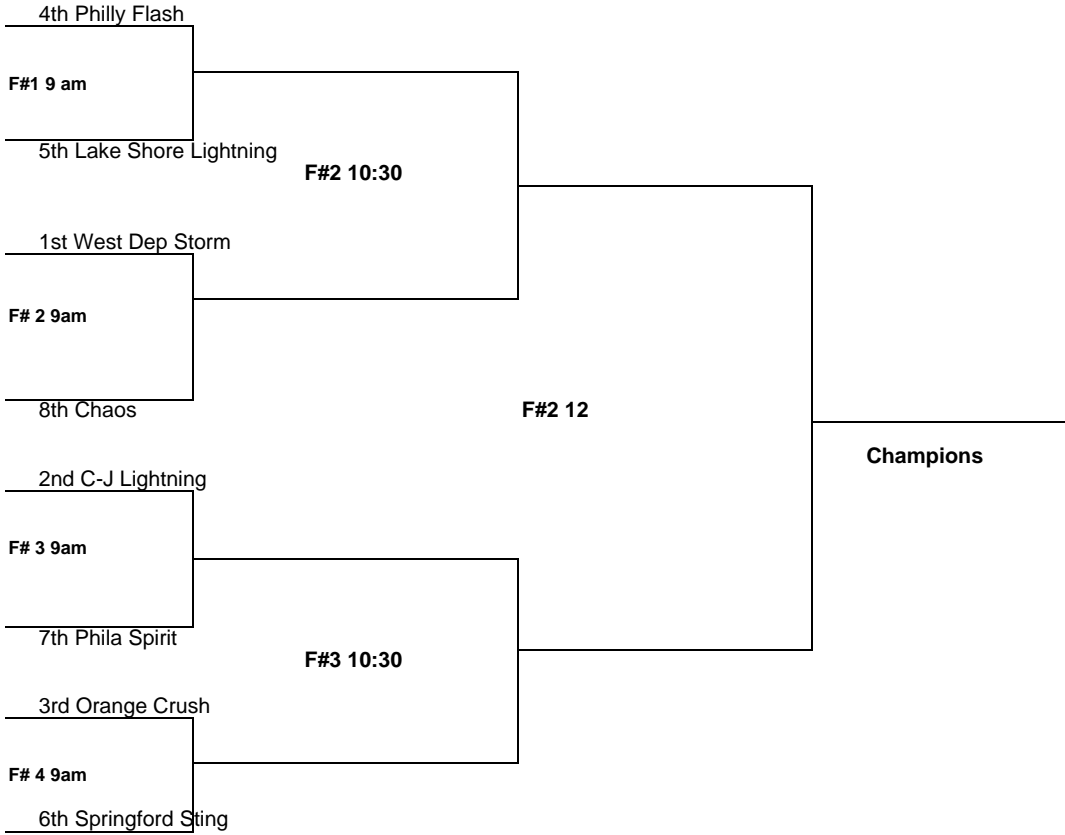 4th Philly Flash
F#1 9 am
5th Lake Shore Lightning
F#2 10:30
1st West Dep Storm
F# 2 9am
8th Chaos
F#2 12
Champions
2nd C-J Lightning
F# 3 9am
7th Phila Spirit
F#3 10:30
3rd Orange Crush
F# 4 9am
6th Springford Sting